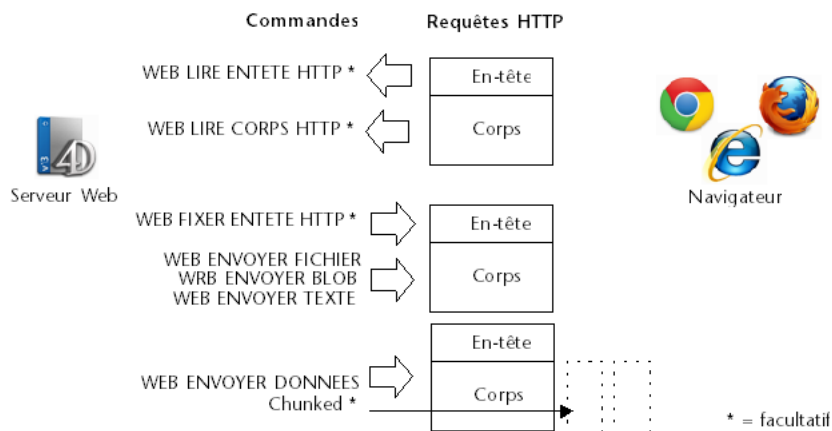 Commandes
Requêtes HTTP
WEB LIRE ENTETE HTTP *
En-tête
WEB LIRE CORPS HTTP *
Corps
4D
Serveur Web
Navigateur
WEB FIXER ENTETE HTTP *
En-tête
WEB ENVOYER FICHIER
WRB ENVOYER BLOB
WEB ENVOYER TEXTE
Corps
En-tête
WEB ENVOYER DONNEES
Chunked *
Corps
* = facultatif